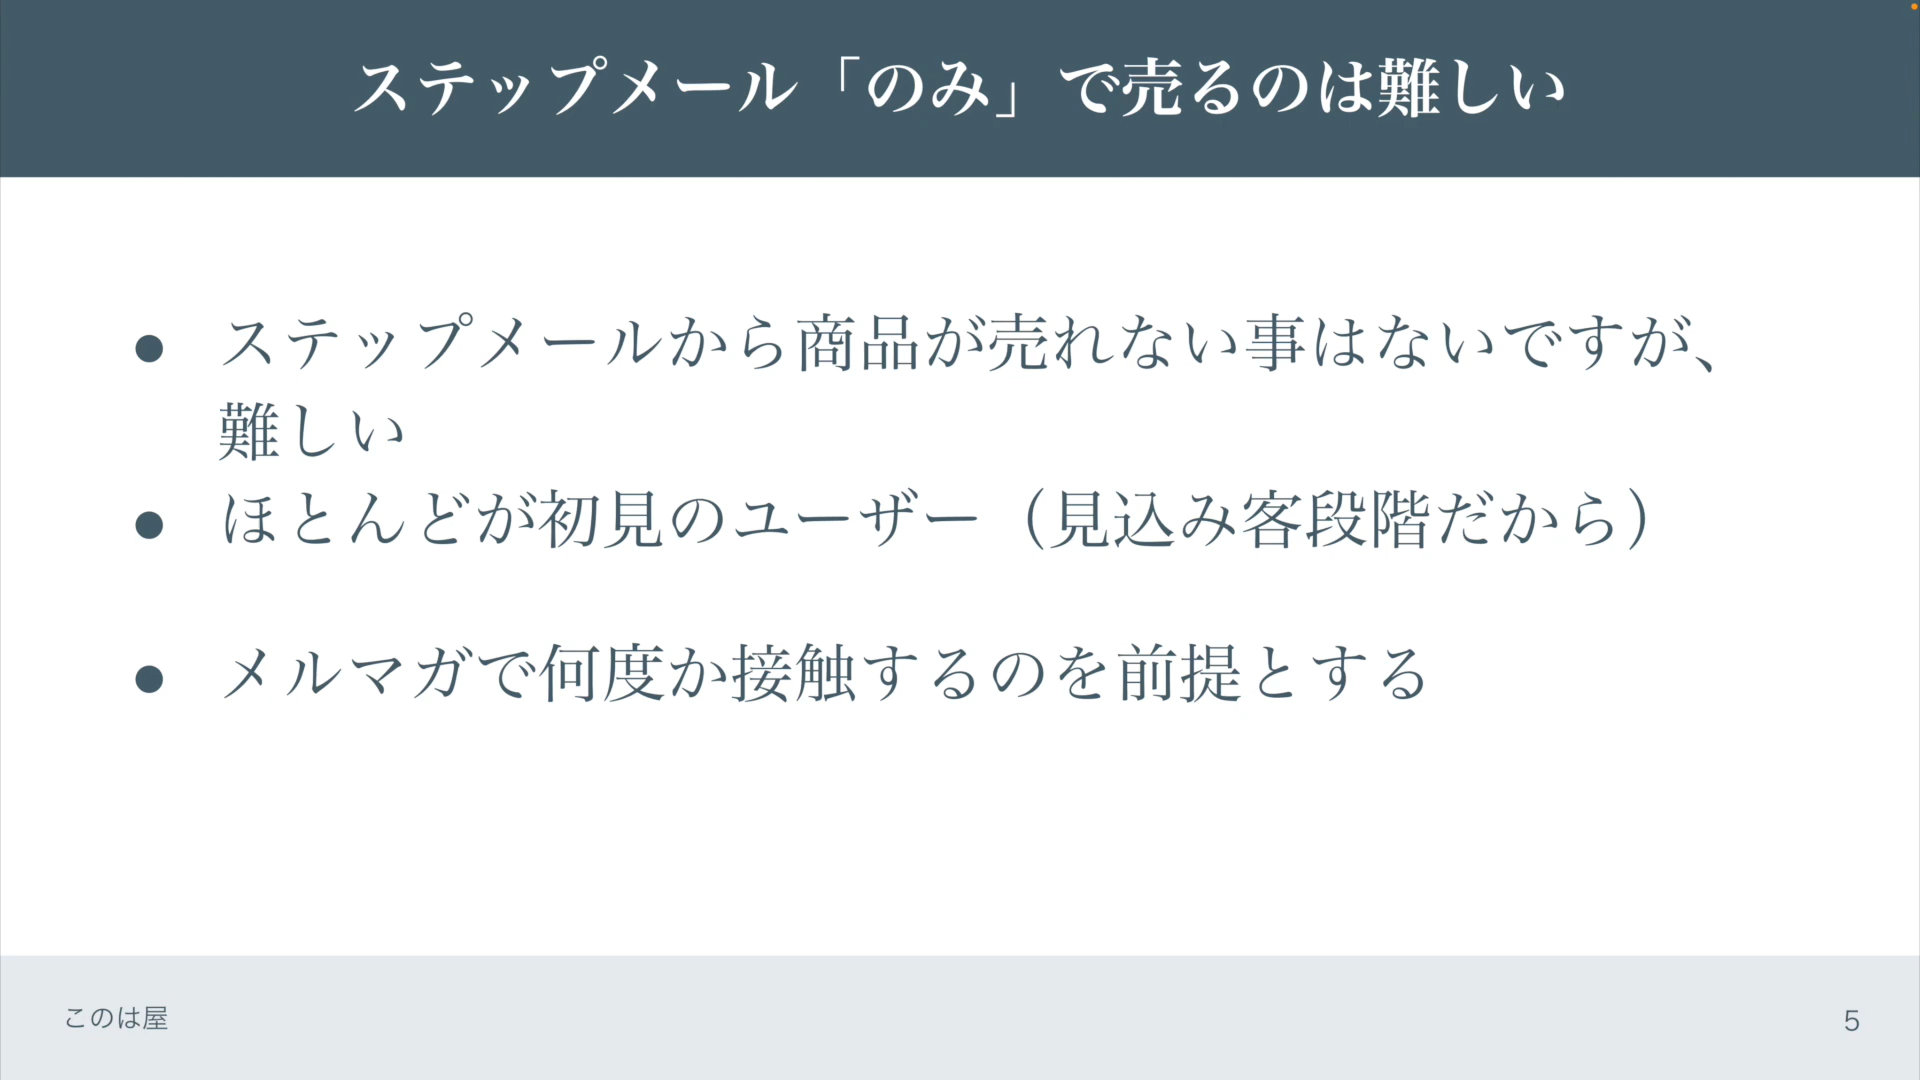 ステップメール「のみ」で売るのは難しい
● ステップメールから商品が売れない事はないですが、
難しい
● ほとんどが初見のユーザー（見込み客段階だから）
● メルマガで何度か接触するのを前提とする
このは屋
5